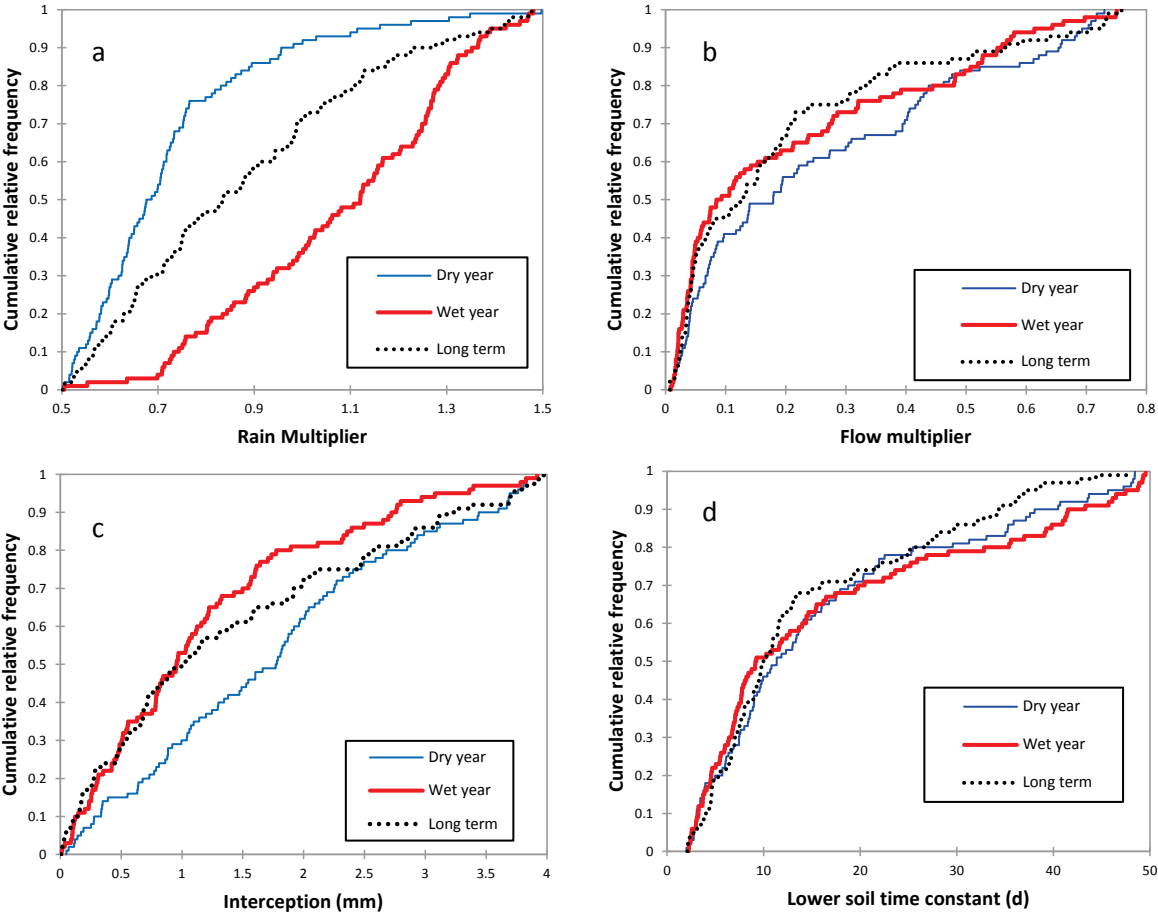 a
Cumulative relative frequency
1
0.9
0.8
0.7
0.6
0.5
0.4
0.3
0.2
0.1
0
0.5 0.7 0.9 1.1 1.3 1.5
Rain Multiplier
Dry year
Wet year
Long term
b
Cumulative relative frequency
1
0.9
0.8
0.7
0.6
0.5
0.4
0.3
0.2
0.1
0
0 0.1 0.2 0.3 0.4 0.5 0.6 0.7 0.8
Flow multiplier
Dry year
Wet year
Long term
c
Cumulative relative frequency
1
0.9
0.8
0.7
0.6
0.5
0.4
0.3
0.2
0.1
0
0 0.5 1 1.5 2 2.5 3 3.5 4
Interception (mm)
Dry year
Wet year
Long term
d
Cumulative relative frequency
1
0.9
0.8
0.7
0.6
0.5
0.4
0.3
0.2
0.1
0
0 10 20 30 40 50
Lower soil time constant (d)
Dry year
Wet year
Long term